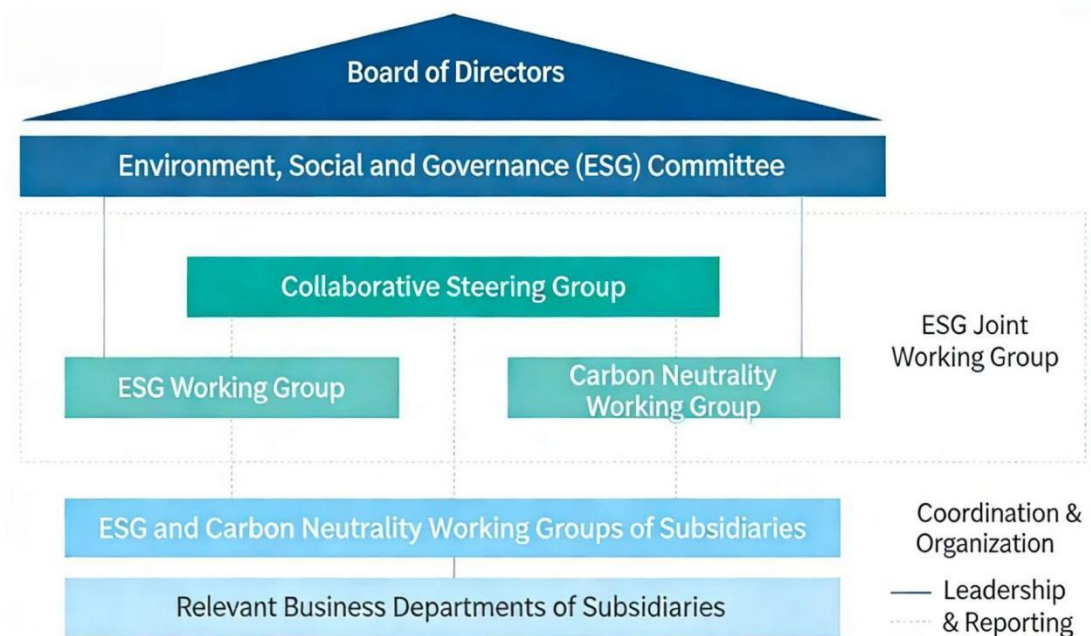 Board of Directors
Environment, Social and Governance (ESG) Committee
Collaborative Steering Group
ESG Joint
Working Group
ESG Working Group
Carbon Neutrality
Working Group
ESG and Carbon Neutrality Working Groups of Subsidiaries
Coordination &
Organization
Relevant Business Departments of Subsidiaries
Leadership
& Reporting